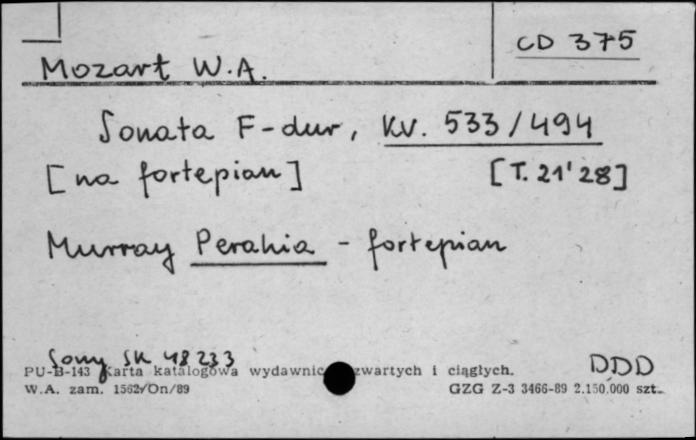 CD 375
Mozart W.A.
Sonata F-dur, KV. 533/494
[na fortepian] [T. 21'28]
Murray Perahia - fortepian
Sony SK 48233 DDD
PU-B-143 Karta katalogowa wydawnic zwartych i ciągłych.
W.A. zam. 1562/On/89 GZG Z-3 3466-89 2.150.000 szt.